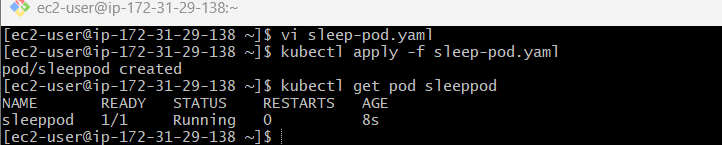 ec2-user@ip-172-31-29-138:~
[ec2-user@ip-172-31-29-138 ~]$ vi sleep-pod.yaml
[ec2-user@ip-172-31-29-138 ~]$ kubectl apply -f sleep-pod.yaml
pod/sleeppod created
[ec2-user@ip-172-31-29-138 ~]$ kubectl get pod sleeppod
NAME       READY   STATUS    RESTARTS   AGE
sleeppod   1/1     Running   0          8s
[ec2-user@ip-172-31-29-138 ~]$